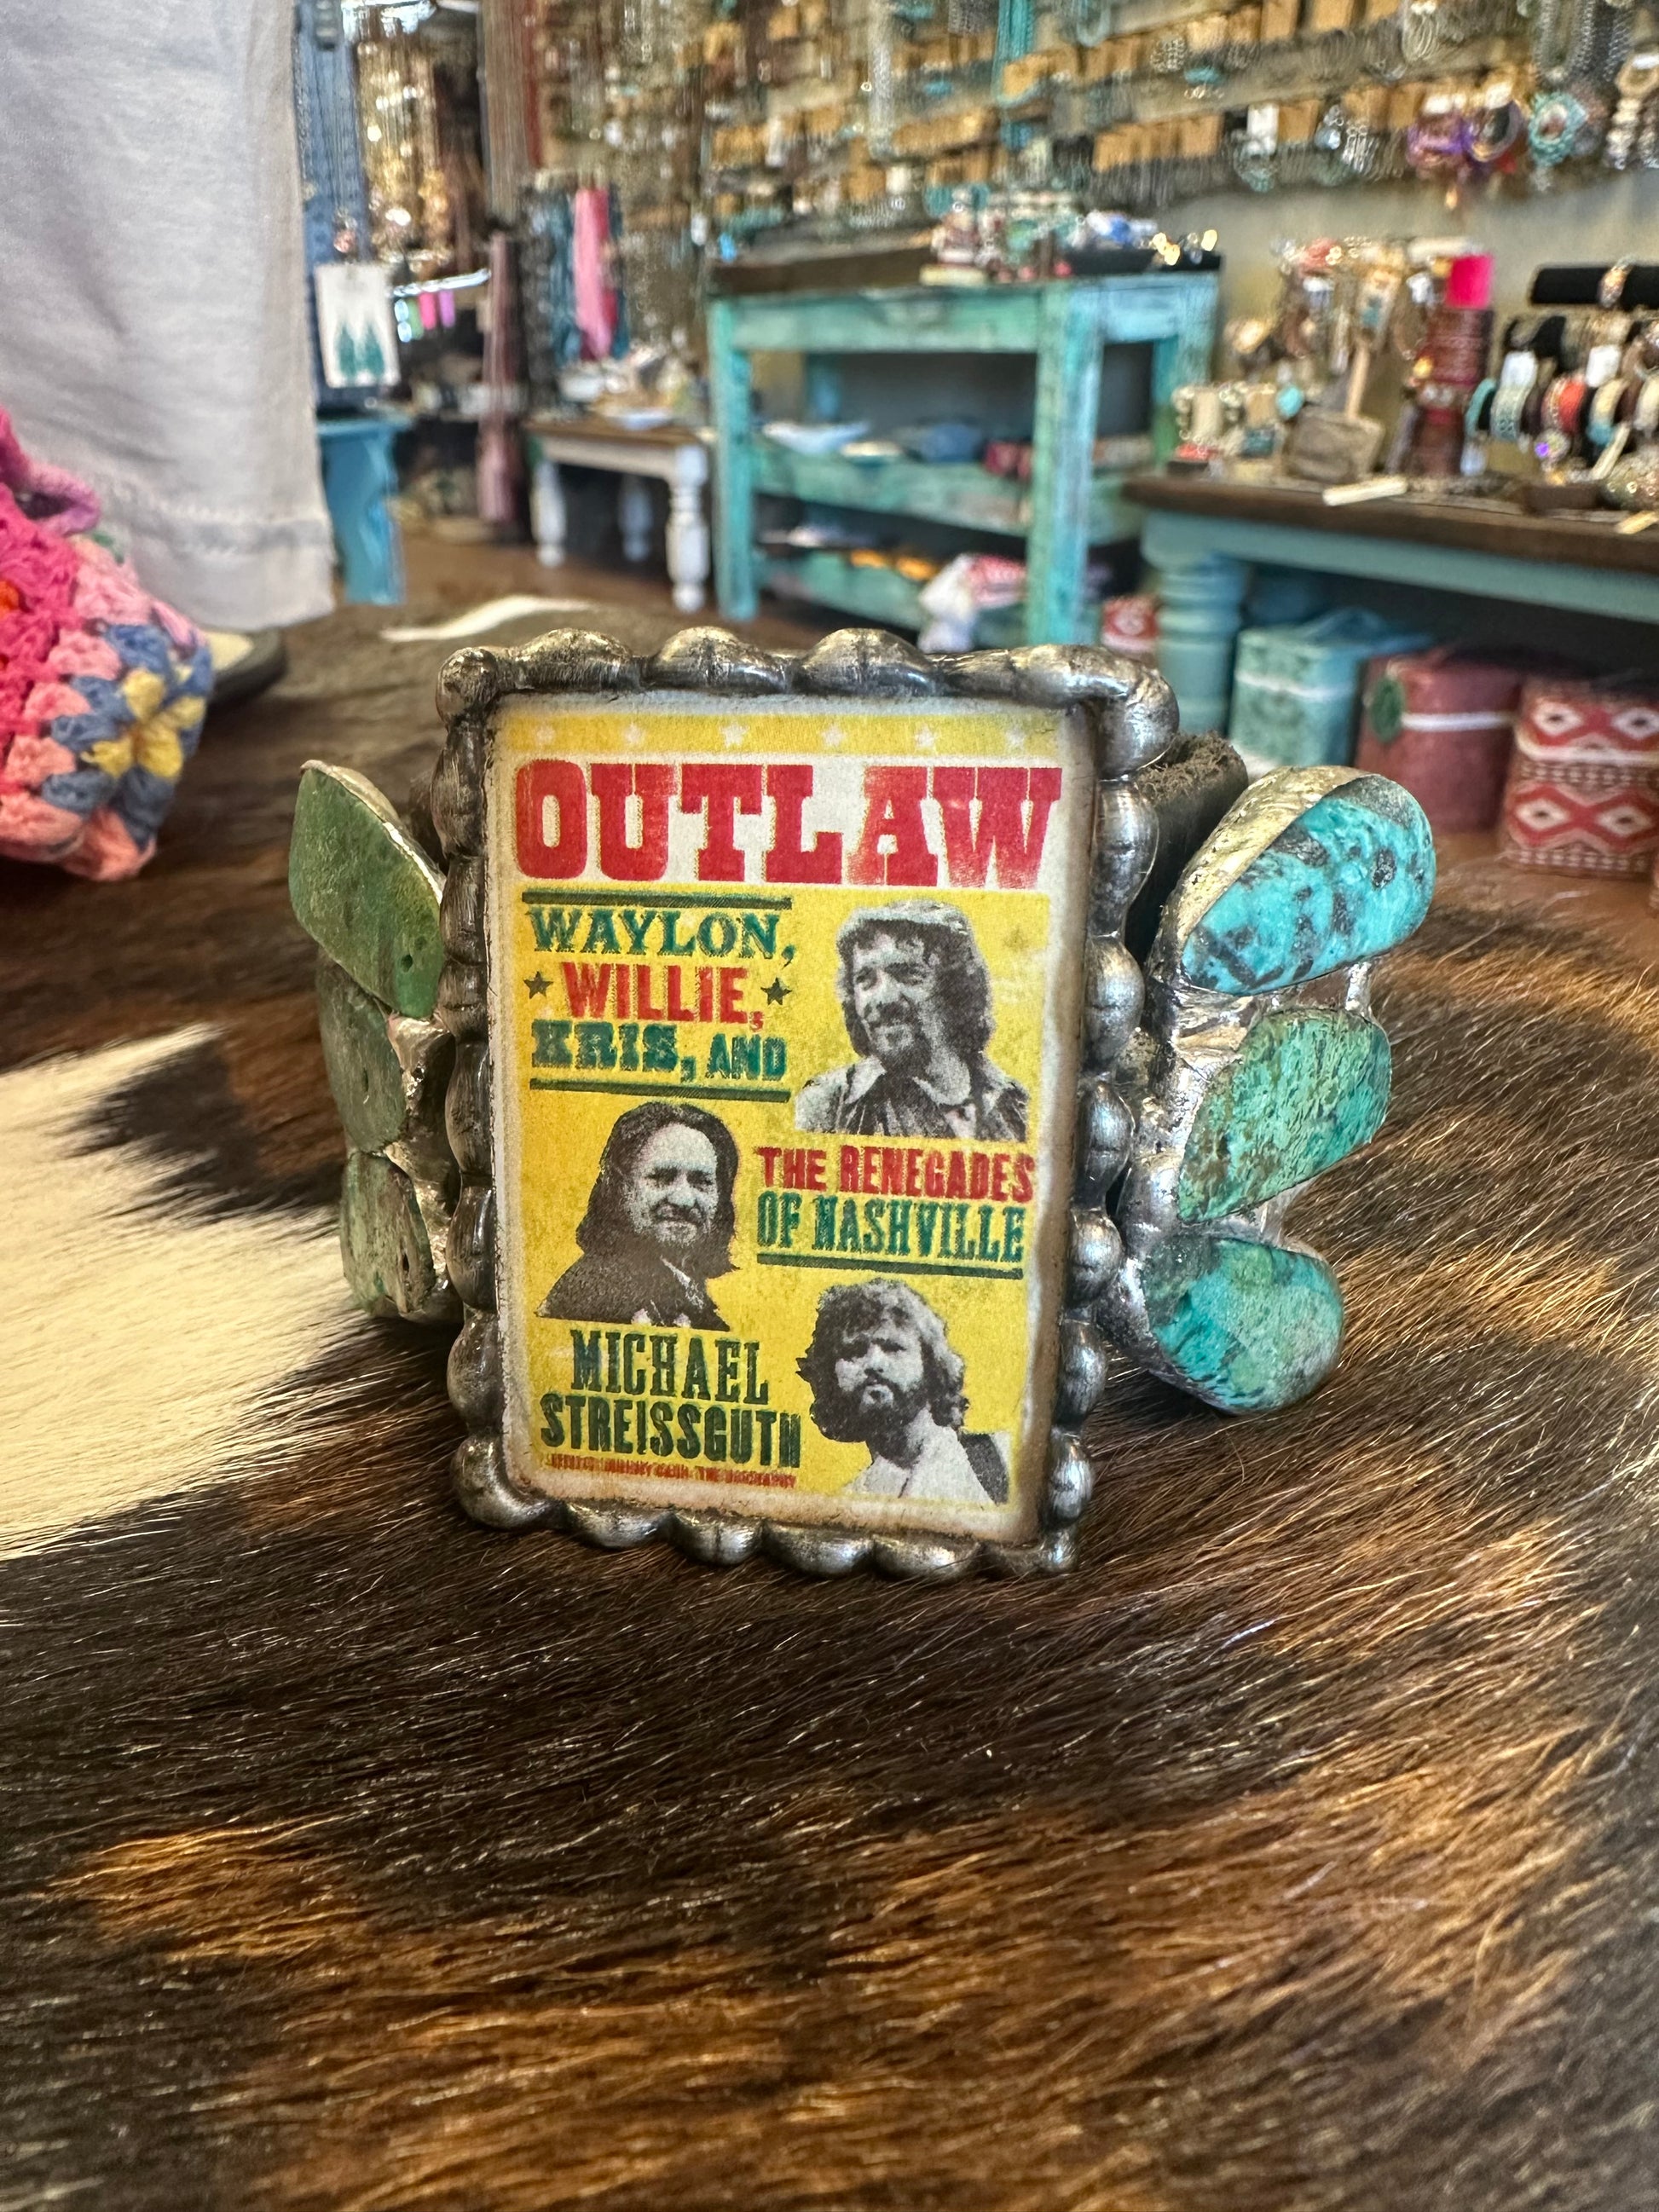 OUTLAW
WAYLON,
WILLIE,
KRIS, AND
THE RENEGADES
OF NASHVILLE
MICHAEL
STREISSGUTH